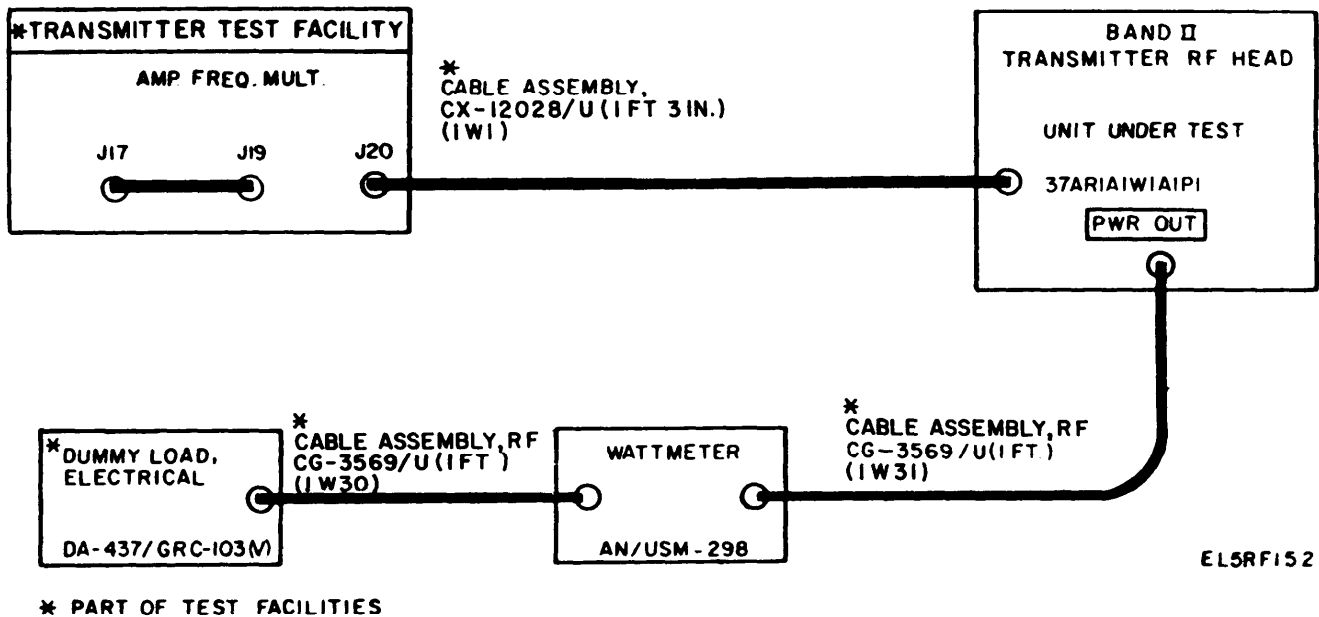 *TRANSMITTER TEST FACILITY
AMP. FREQ. MULT.
J17
J19
J20
*
CABLE ASSEMBLY,
CX-12028/U (1 FT 3 IN.)
(1W1)
BAND II
TRANSMITTER RF HEAD
UNIT UNDER TEST
37AR1A1W1A1P1
PWR OUT
*DUMMY LOAD,
ELECTRICAL
DA-437/GRC-103(V)
*
CABLE ASSEMBLY, RF
CG-3569/U (1 FT )
(1W30)
WATTMETER
AN/USM-298
*
CABLE ASSEMBLY, RF
CG-3569/U (1 FT.)
(1W31)
EL5RF152
* PART OF TEST FACILITIES